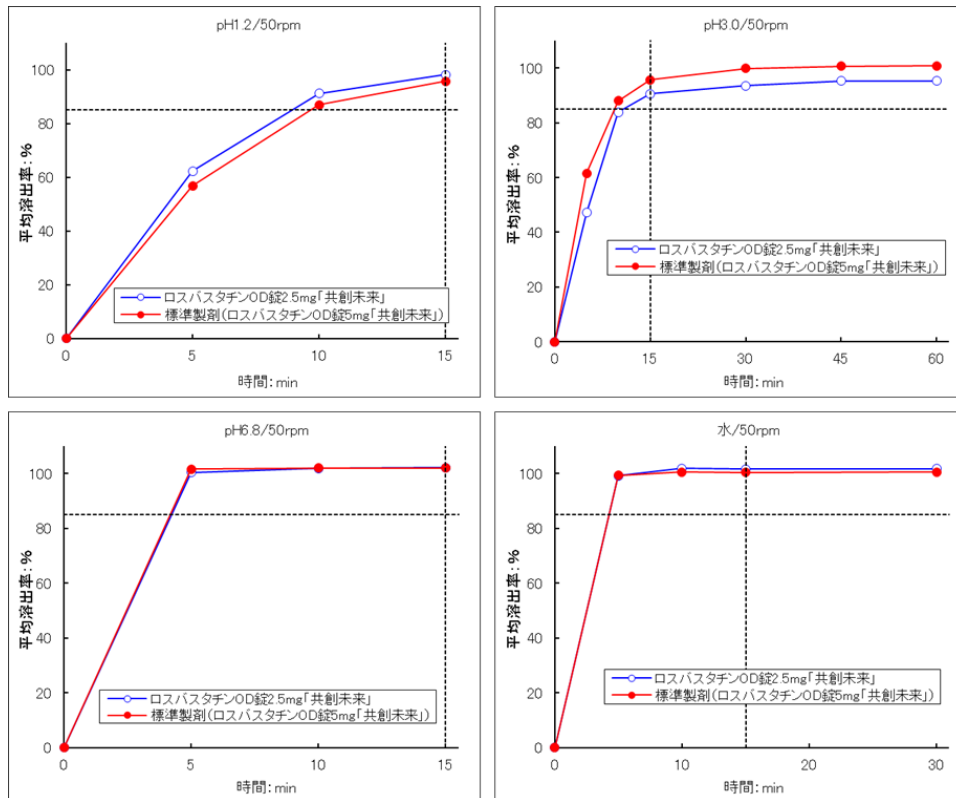 pH1.2/50rpm
平均溶出率:%
100
80
60
40
20
0
ロスバスタチンOD錠2.5mg「共創未来」
標準製剤(ロスバスタチンOD錠5mg「共創未来」)
0 5 10 15
時間:min
pH3.0/50rpm
平均溶出率:%
100
80
60
40
20
0
ロスバスタチンOD錠2.5mg「共創未来」
標準製剤(ロスバスタチンOD錠5mg「共創未来」)
0 15 30 45 60
時間:min
pH6.8/50rpm
平均溶出率:%
100
80
60
40
20
0
ロスバスタチンOD錠2.5mg「共創未来」
標準製剤(ロスバスタチンOD錠5mg「共創未来」)
0 5 10 15
時間:min
水/50rpm
平均溶出率:%
100
80
60
40
20
0
ロスバスタチンOD錠2.5mg「共創未来」
標準製剤(ロスバスタチンOD錠5mg「共創未来」)
0 10 20 30
時間:min